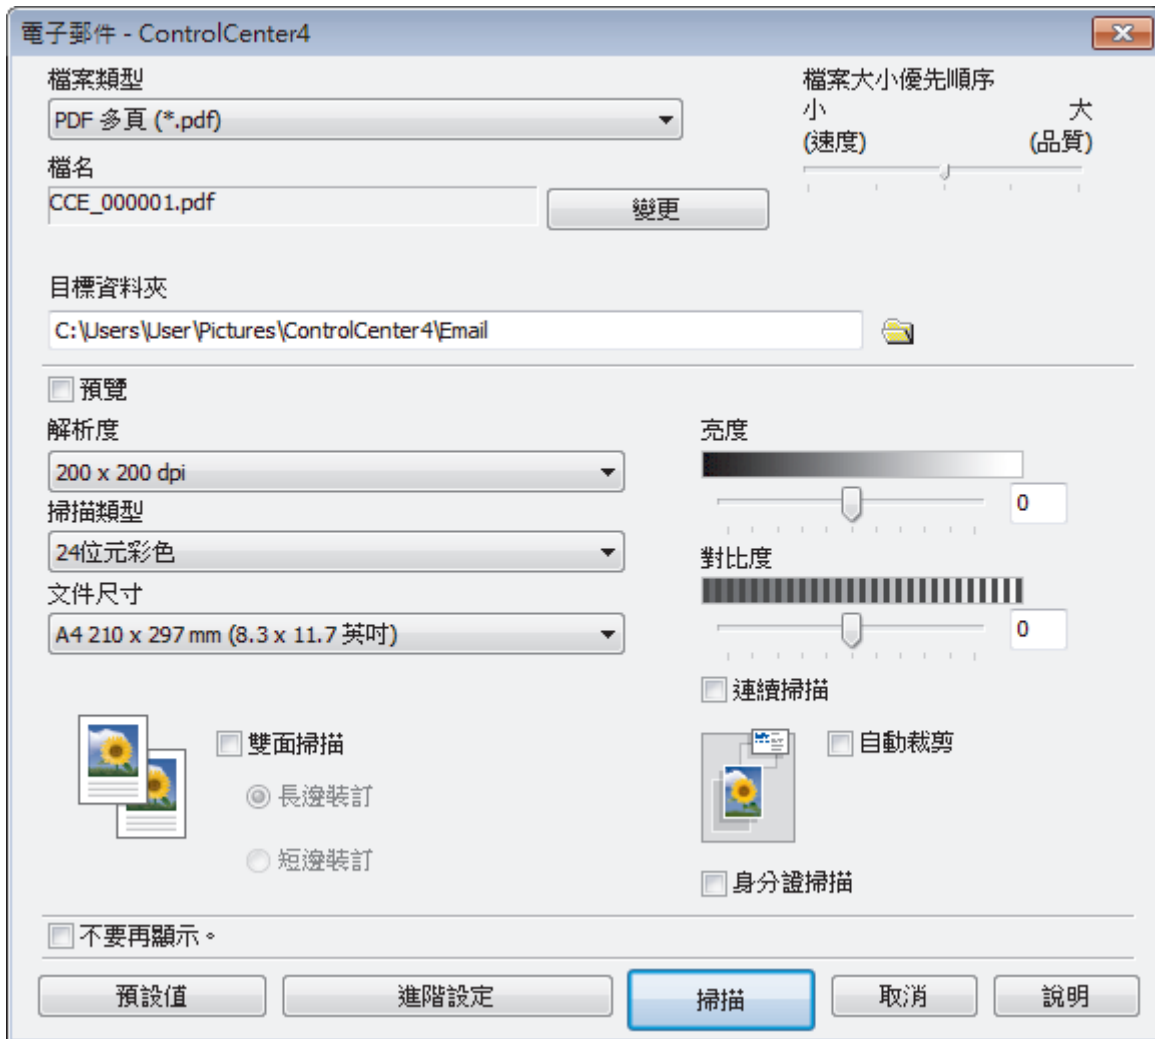 電子郵件 - ControlCenter4
檔案類型
PDF 多頁 (*.pdf)
檔名
CCE_000001.pdf
變更
檔案大小優先順序
小 大
(速度) (品質)
目標資料夾
C:\Users\User\Pictures\ControlCenter4\Email
預覽
解析度
200 x 200 dpi
掃描類型
24位元彩色
文件尺寸
A4 210 x 297 mm (8.3 x 11.7 英吋)
亮度
0
對比度
0
連續掃描
雙面掃描
長邊裝訂
短邊裝訂
自動裁剪
身分證掃描
不要再顯示。
預設值 進階設定 掃描 取消 說明